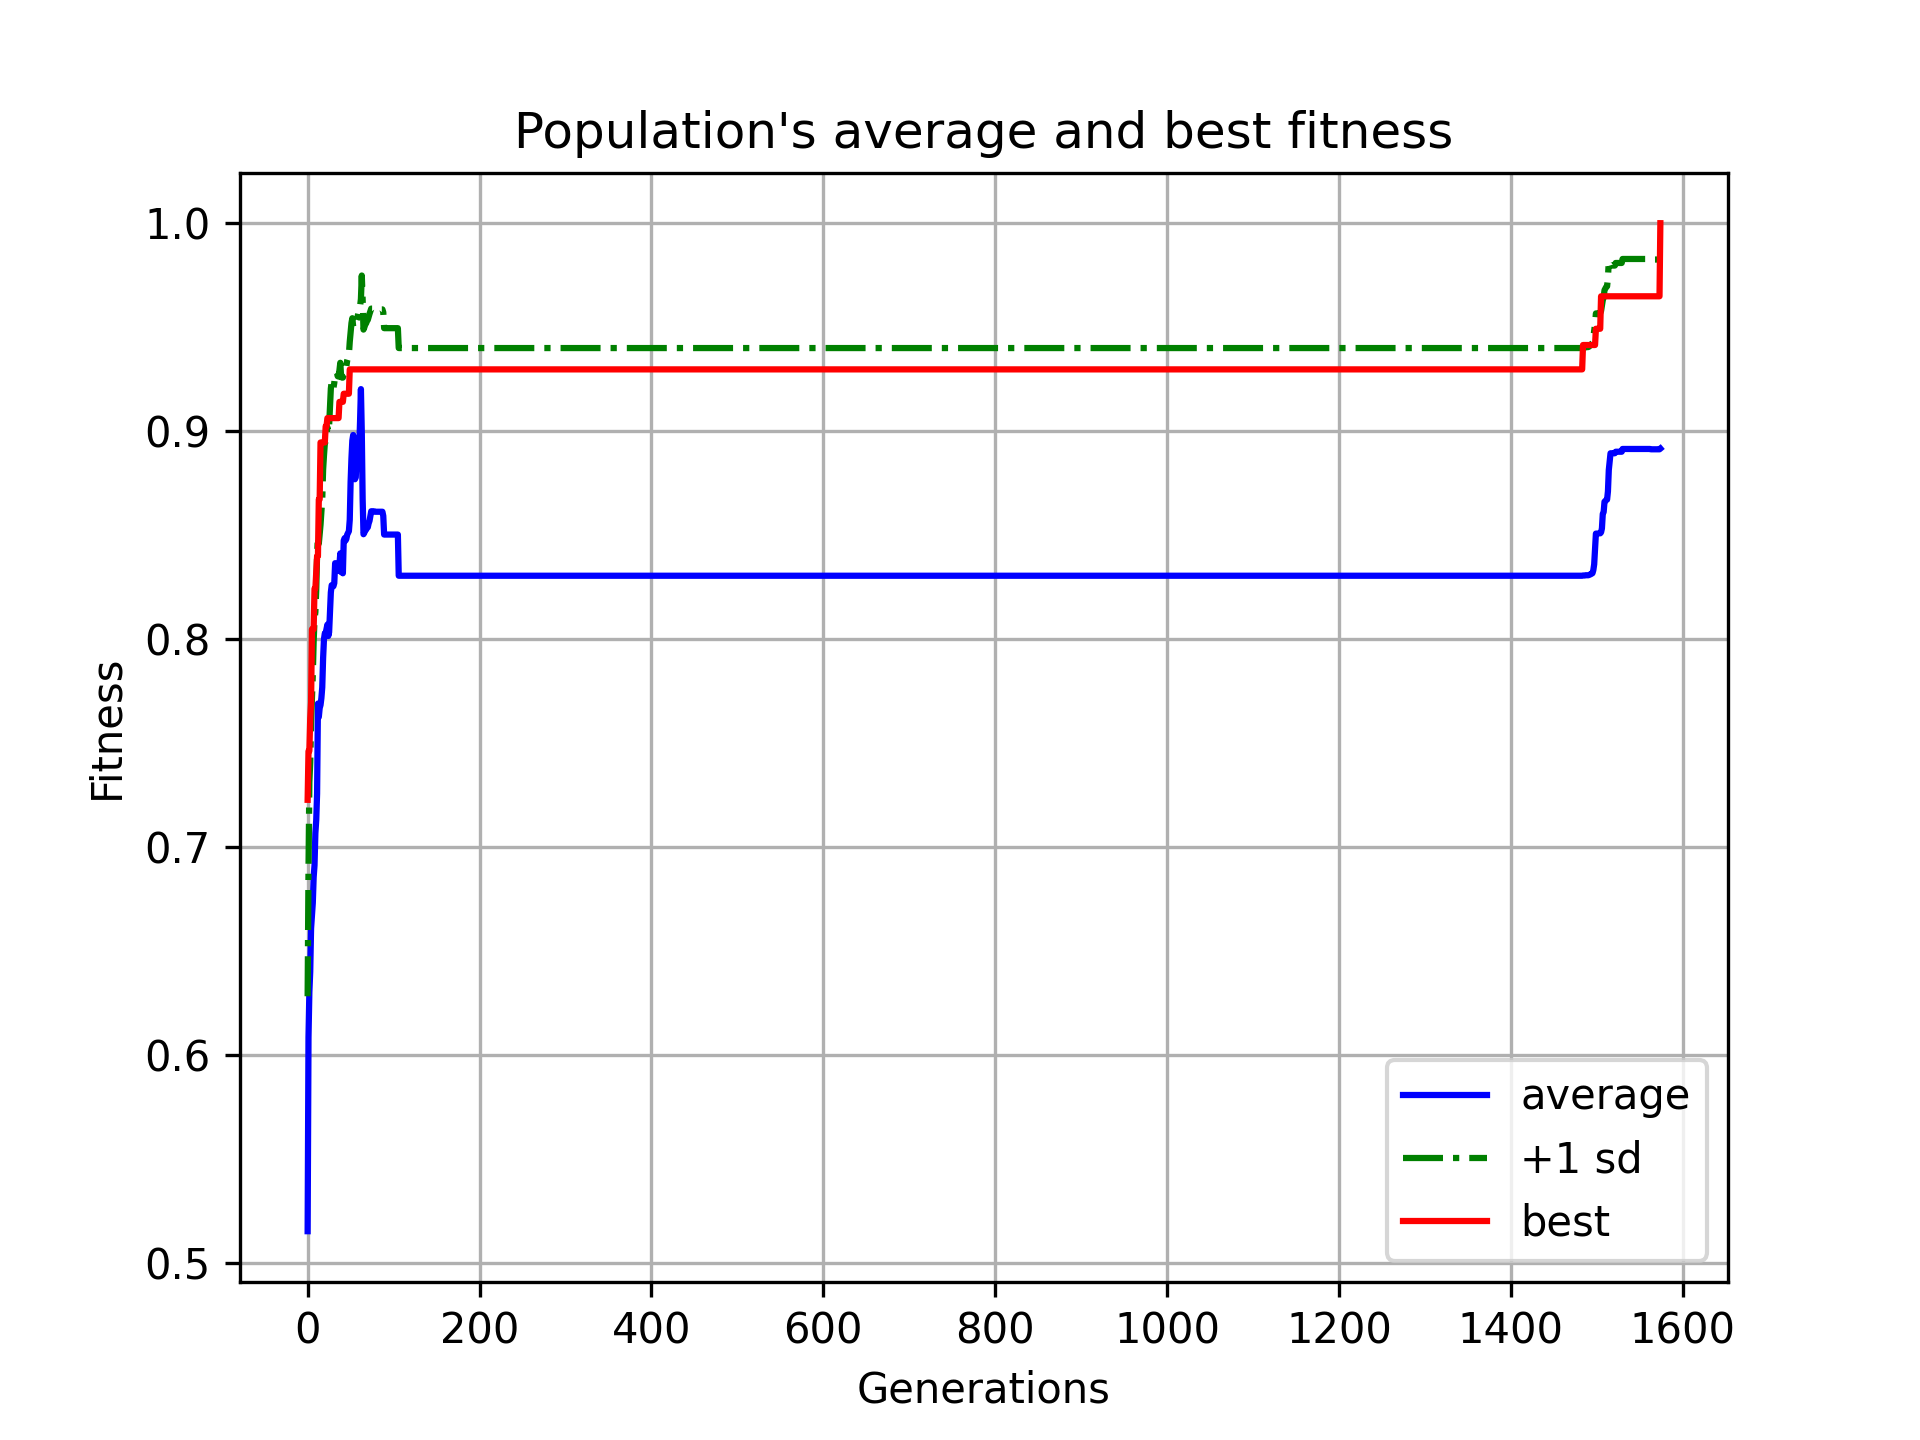 Population's average and best fitness
1.0
0.9
0.8
0.7
0.6
0.5
Fitness
average
+1 sd
best
0 200 400 600 800 1000 1200 1400 1600
Generations